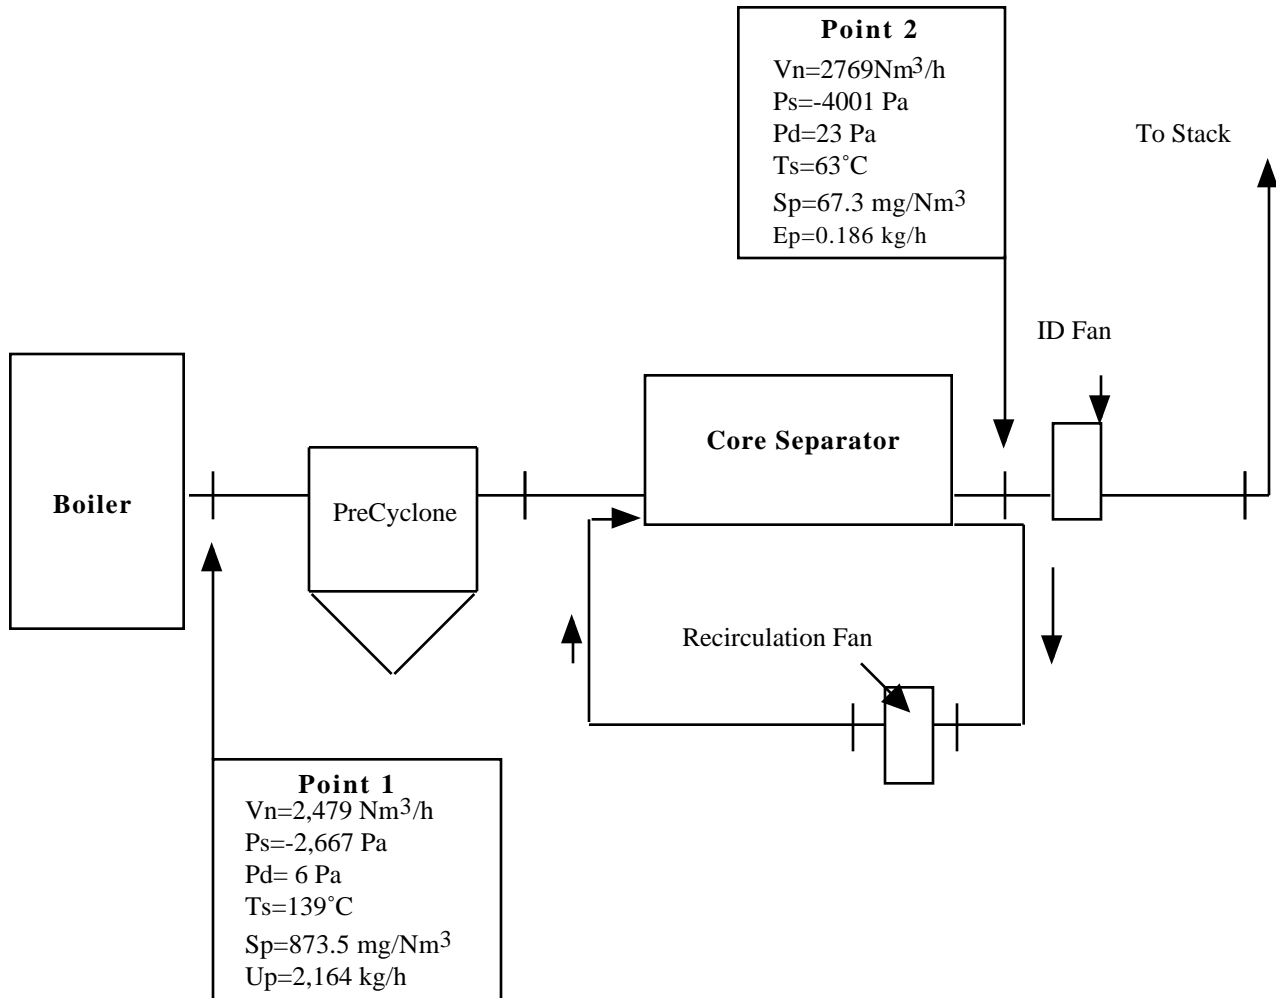 Point 2
Vn=2769Nm3/h
Ps=-4001 Pa
Pd=23 Pa
Ts=63˚C
Sp=67.3 mg/Nm3
Ep=0.186 kg/h
To Stack
ID Fan
Core Separator
Boiler
PreCyclone
Recirculation Fan
Point 1
Vn=2,479 Nm3/h
Ps=-2,667 Pa
Pd= 6 Pa
Ts=139˚C
Sp=873.5 mg/Nm3
Up=2,164 kg/h